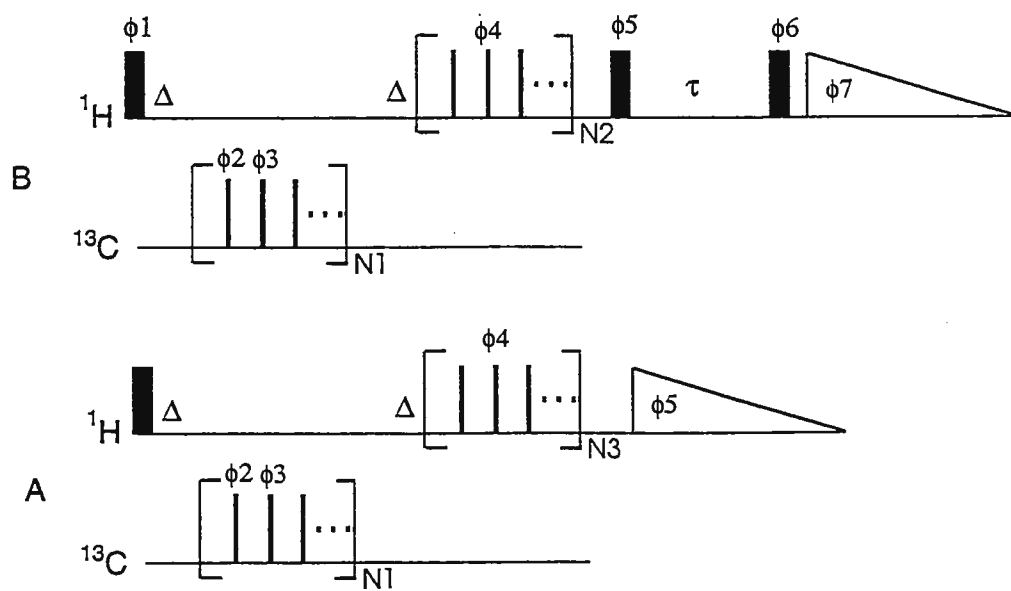 ϕ1 ϕ4 ϕ5 ϕ6
¹H Δ Δ τ ϕ7
N2
B
ϕ2 ϕ3
¹³C
N1
ϕ4
¹H Δ Δ ϕ5
N3
A
ϕ2 ϕ3
¹³C
N1